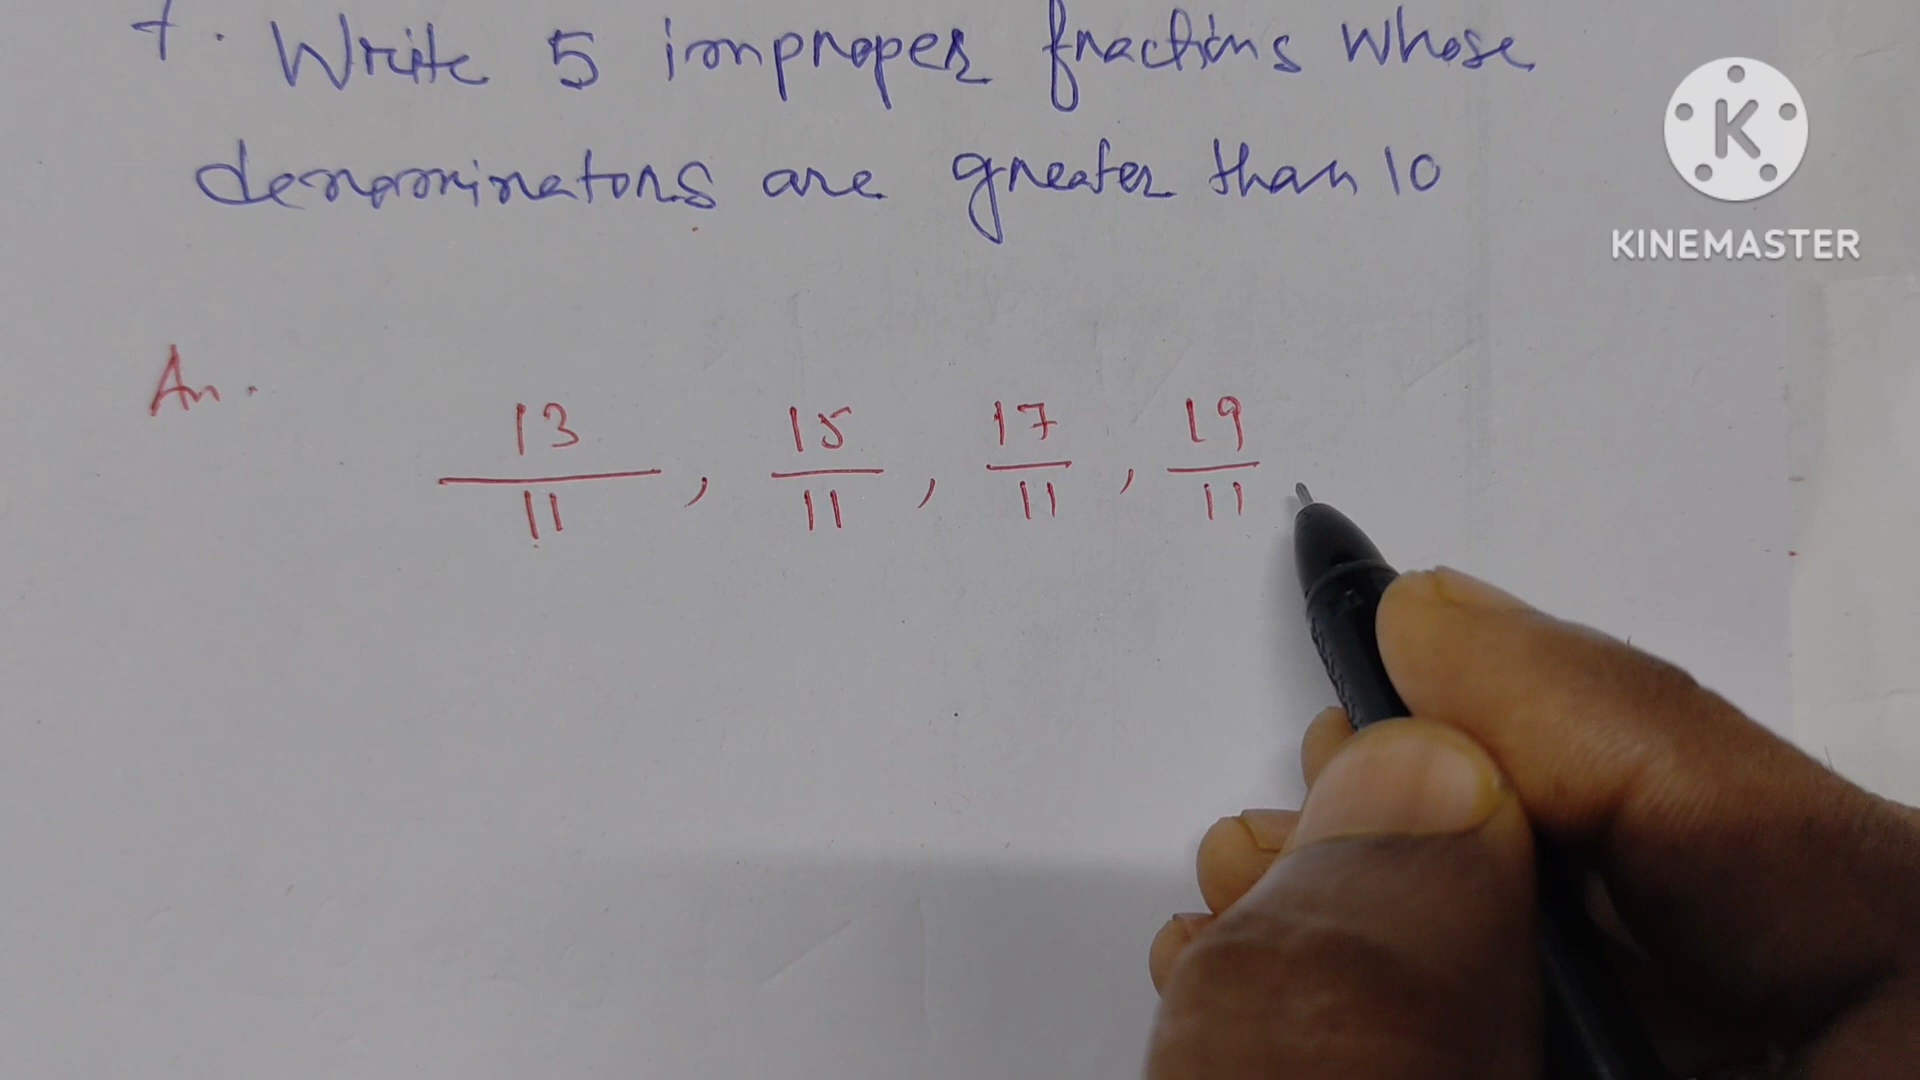 7. Write 5 improper fractions whose
denominators are greater than 10
K
KINEMASTER
An.
13/11, 15/11, 17/11, 19/11